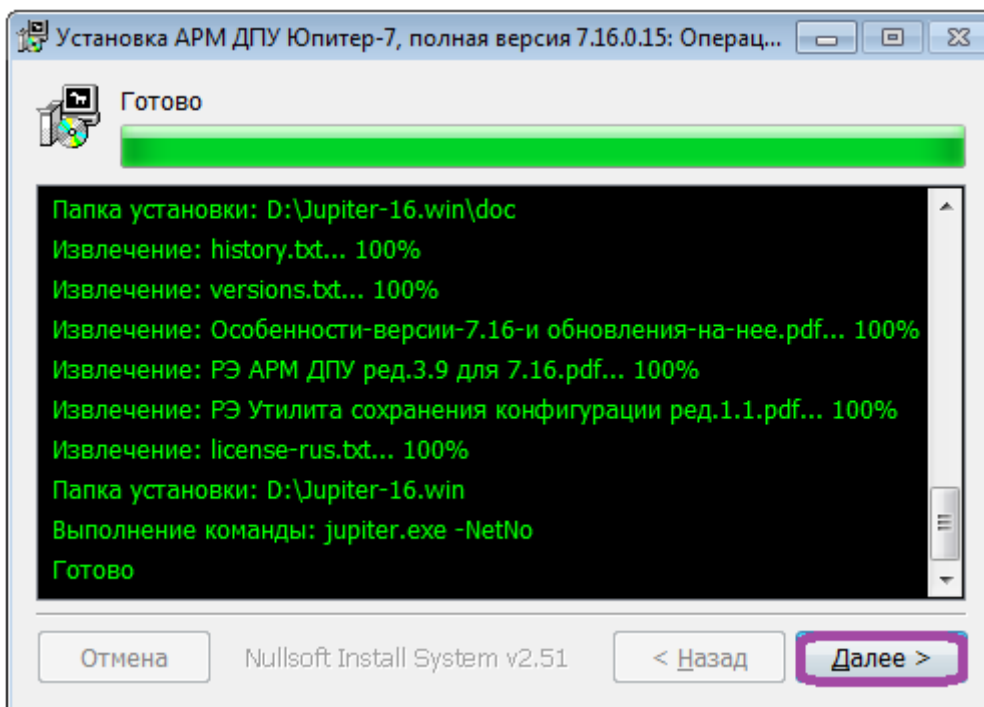 Установка АРМ ДПУ Юпитер-7, полная версия 7.16.0.15: Операц...
Готово
Папка установки: D:\Jupiter-16.win\doc
Извлечение: history.txt... 100%
Извлечение: versions.txt... 100%
Извлечение: Особенности-версии-7.16-и обновления-на-нее.pdf... 100%
Извлечение: РЭ АРМ ДПУ ред.3.9 для 7.16.pdf... 100%
Извлечение: РЭ Утилита сохранения конфигурации ред.1.1.pdf... 100%
Извлечение: license-rus.txt... 100%
Папка установки: D:\Jupiter-16.win
Выполнение команды: jupiter.exe -NetNo
Готово
Отмена Nullsoft Install System v2.51 < Назад Далее >